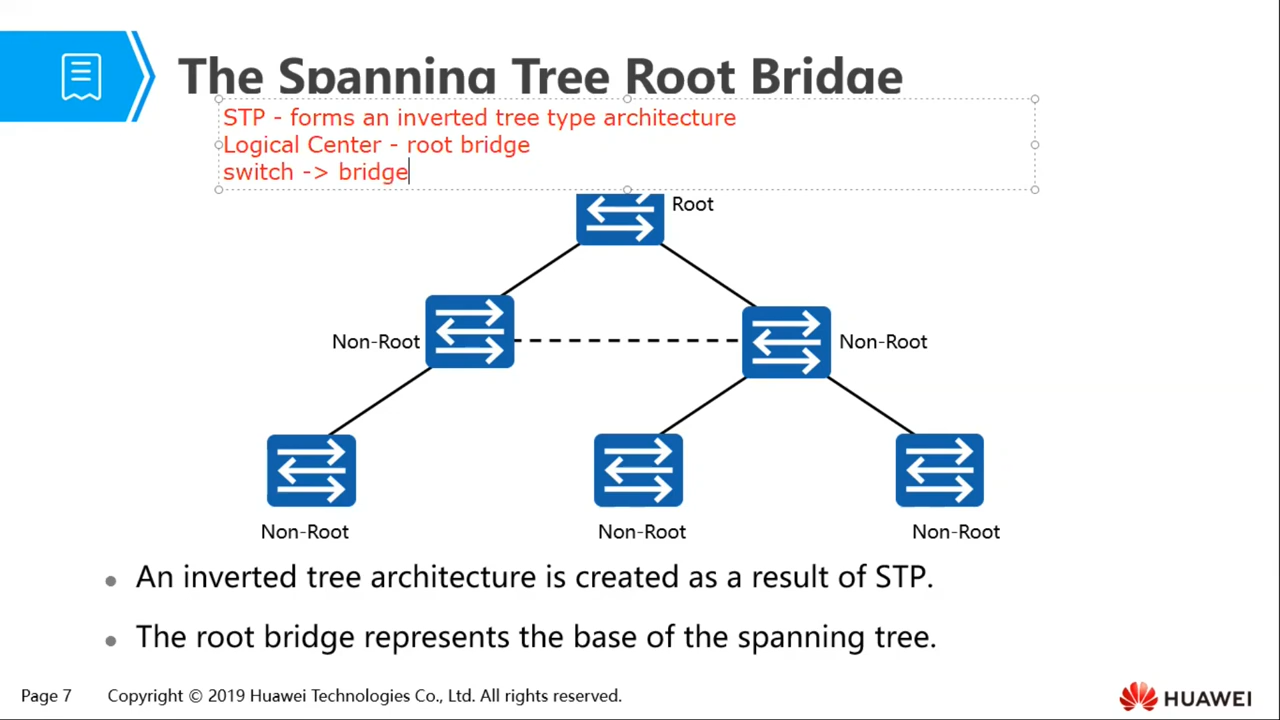 The Spanning Tree Root Bridge
STP - forms an inverted tree type architecture
Logical Center - root bridge
switch -> bridge
Root
Non-Root
Non-Root
Non-Root
Non-Root
Non-Root
• An inverted tree architecture is created as a result of STP.
• The root bridge represents the base of the spanning tree.
Page 7 Copyright © 2019 Huawei Technologies Co., Ltd. All rights reserved.
HUAWEI